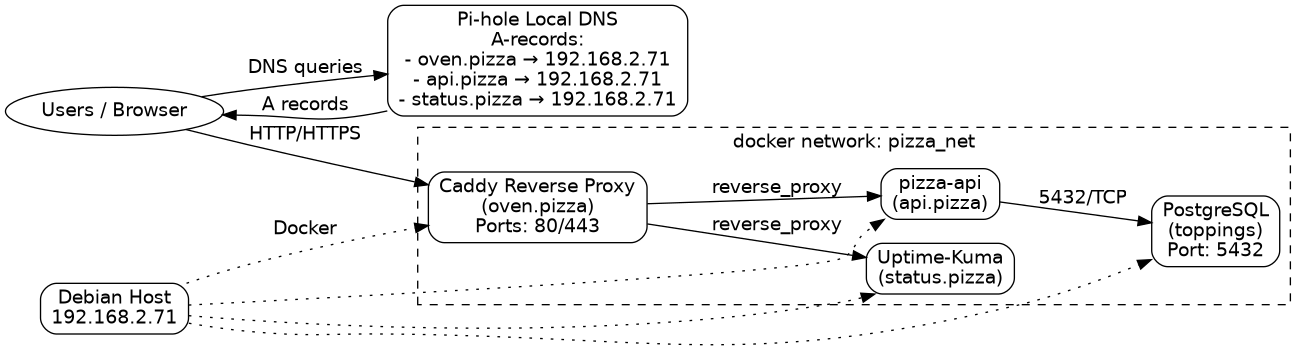 Pi-hole Local DNS
A-records:
- oven.pizza → 192.168.2.71
- api.pizza → 192.168.2.71
- status.pizza → 192.168.2.71
DNS queries
A records
Users / Browser
HTTP/HTTPS
docker network: pizza_net
Caddy Reverse Proxy
(oven.pizza)
Ports: 80/443
reverse_proxy
reverse_proxy
pizza-api
(api.pizza)
5432/TCP
PostgreSQL
(toppings)
Port: 5432
Uptime-Kuma
(status.pizza)
Docker
Debian Host
192.168.2.71